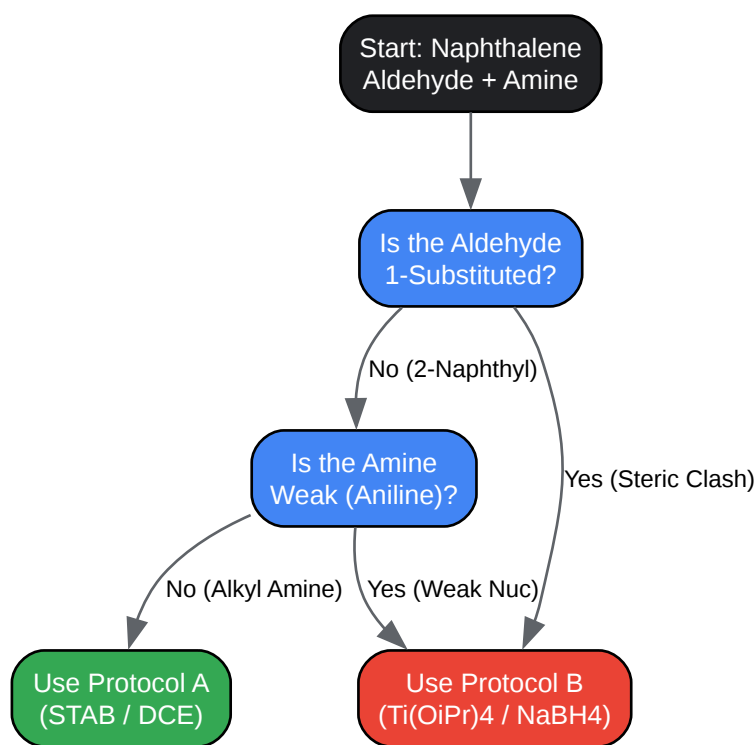 Start: Naphthalene
Aldehyde + Amine
Is the Aldehyde
1-Substituted?
No (2-Naphthyl)
Is the Amine
Weak (Aniline)?
Yes (Steric Clash)
No (Alkyl Amine)
Yes (Weak Nuc)
Use Protocol A
(STAB / DCE)
Use Protocol B
(Ti(OiPr)4 / NaBH4)